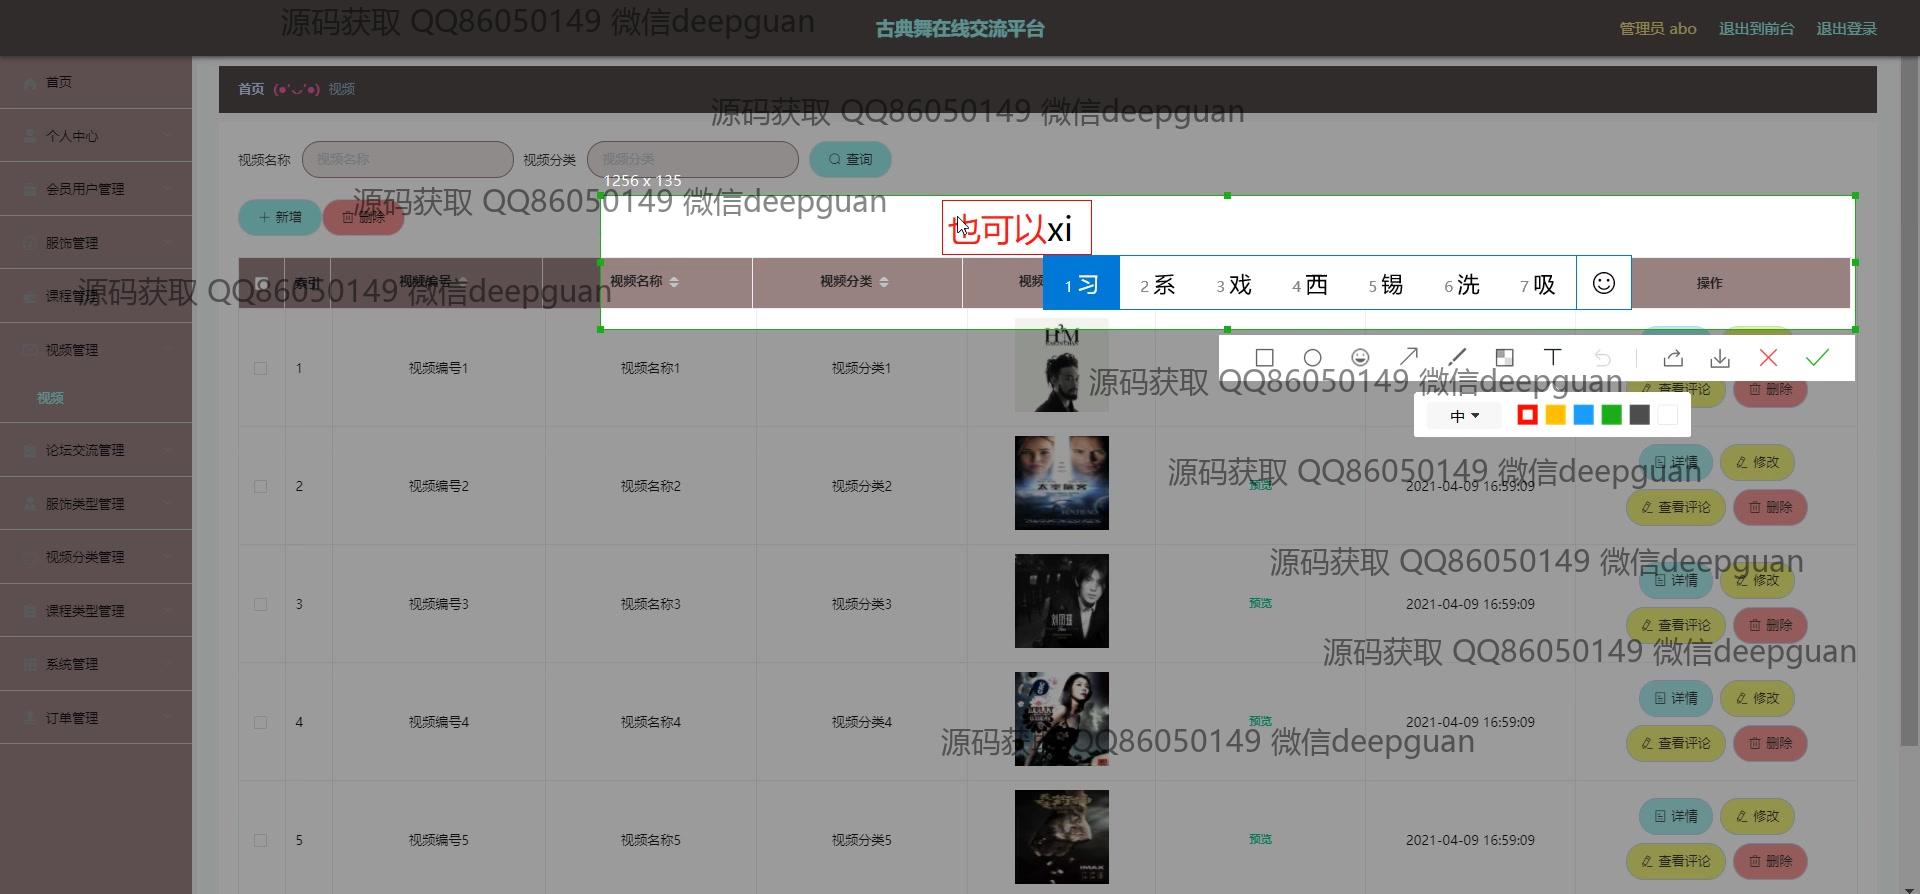 源码获取 QQ86050149 微信deepguan
古典舞在线交流平台
管理员 abo 退出到前台 退出登录
首页
个人中心
会员用户管理
服饰管理
课程管理
视频管理
视频
论坛交流管理
服饰类型管理
视频分类管理
课程类型管理
系统管理
订单管理
首页 (●'◡'●) 视频
源码获取 QQ86050149 微信deepguan
视频名称 视频名称 视频分类 视频分类 查询
1256 x 135
源码获取 QQ86050149 微信deepguan
新增 删除
也可以xi
1 习 2 系 3 戏 4 西 5 锡 6 洗 7 吸
索引 视频编号 视频名称 视频分类 视频 操作
源码获取 QQ86050149 微信deepguan
1 视频编号1 视频名称1 视频分类1
查看评论 删除
源码获取 QQ86050149 微信deepguan
中
2 视频编号2 视频名称2 视频分类2 预览 2021-04-09 16:59:09 详情 修改
查看评论 删除
太空旅客
源码获取 QQ86050149 微信deepguan
3 视频编号3 视频名称3 视频分类3 预览 2021-04-09 16:59:09 详情 修改
查看评论 删除
源码获取 QQ86050149 微信deepguan
源码获取 QQ86050149 微信deepguan
4 视频编号4 视频名称4 视频分类4 预览 2021-04-09 16:59:09 详情 修改
查看评论 删除
源码获取 QQ86050149 微信deepguan
5 视频编号5 视频名称5 视频分类5 预览 2021-04-09 16:59:09 详情 修改
查看评论 删除
IMAX